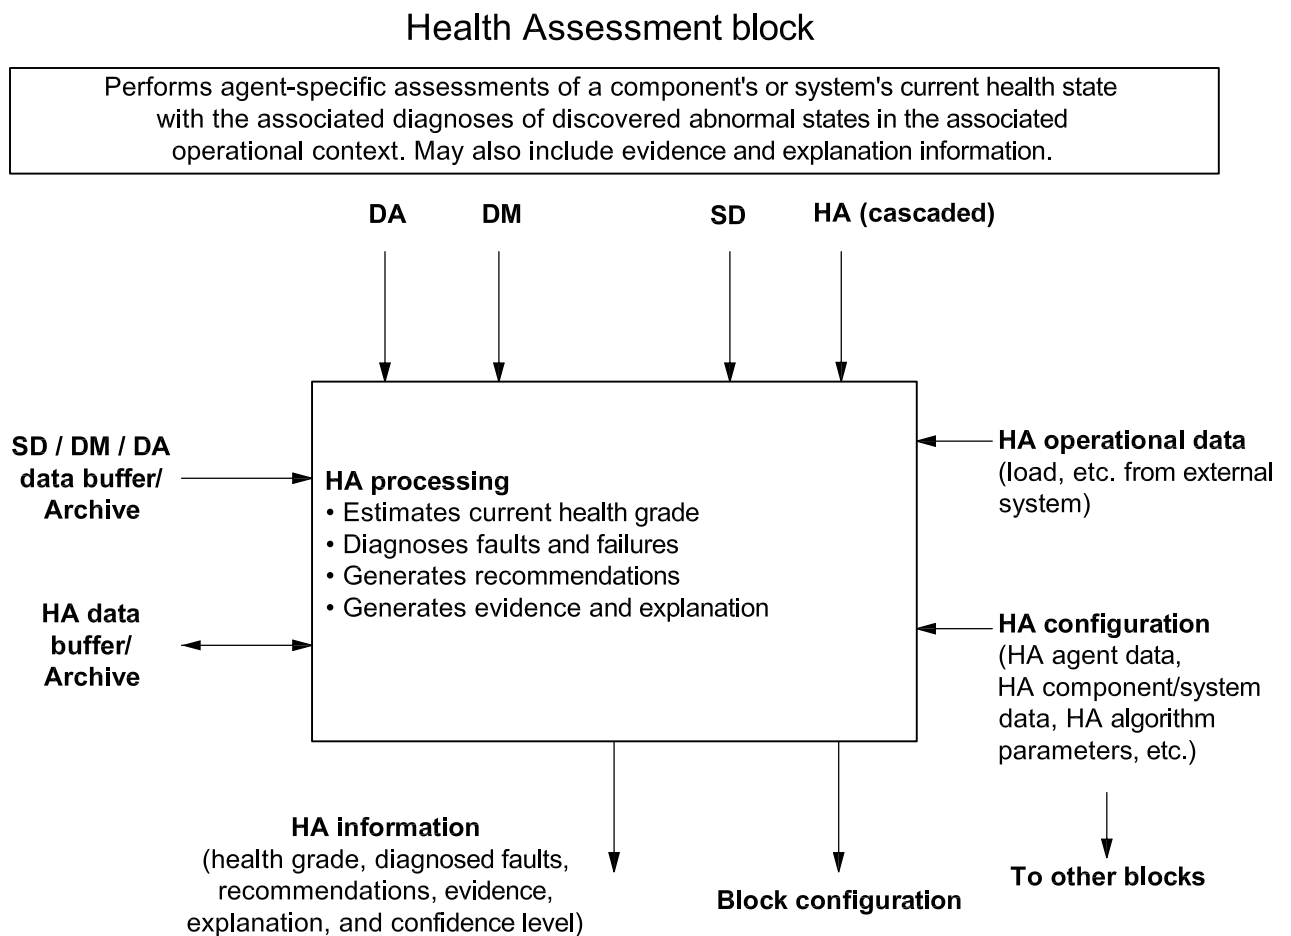 Health Assessment block
Performs agent-specific assessments of a component's or system's current health state
with the associated diagnoses of discovered abnormal states in the associated
operational context. May also include evidence and explanation information.
DA
DM
SD
HA (cascaded)
SD / DM / DA
data buffer/
Archive
HA data
buffer/
Archive
HA processing
• Estimates current health grade
• Diagnoses faults and failures
• Generates recommendations
• Generates evidence and explanation
HA operational data
(load, etc. from external
system)
HA configuration
(HA agent data,
HA component/system
data, HA algorithm
parameters, etc.)
HA information
(health grade, diagnosed faults,
recommendations, evidence,
explanation, and confidence level)
Block configuration
To other blocks